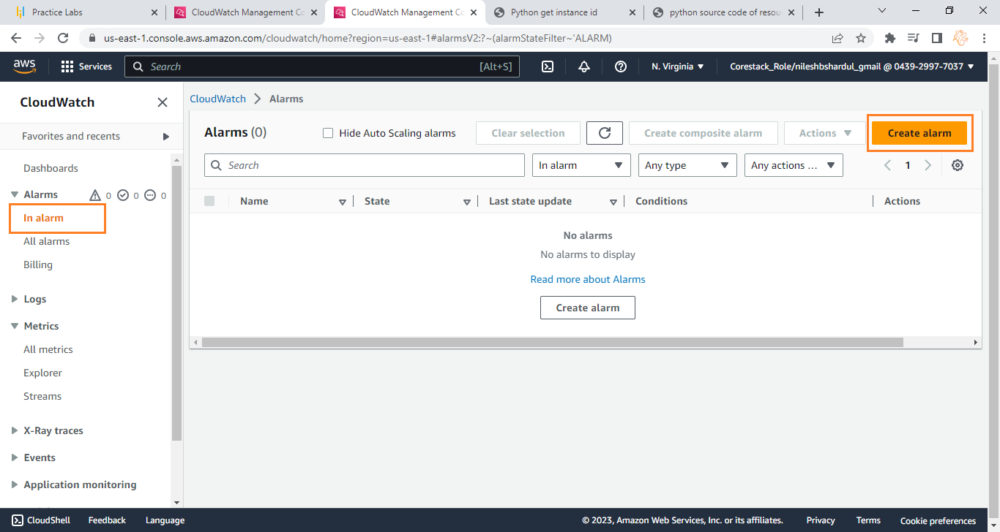 Practice Labs
CloudWatch Management Co
CloudWatch Management Co
Python get instance id
python source code of resou
us-east-1.console.aws.amazon.com/cloudwatch/home?region=us-east-1#alarmsV2:?~(alarmStateFilter~'ALARM)
aws
Services
Search
[Alt+S]
N. Virginia
Corestack_Role/nileshbshardul_gmail @ 0439-2997-7037
CloudWatch
Favorites and recents
Dashboards
Alarms 0 0 0
In alarm
All alarms
Billing
Logs
Metrics
All metrics
Explorer
Streams
X-Ray traces
Events
Application monitoring
CloudWatch > Alarms
Alarms (0)
Hide Auto Scaling alarms
Clear selection
Create composite alarm
Actions
Create alarm
Search
In alarm
Any type
Any actions ...
1
Name
State
Last state update
Conditions
Actions
No alarms
No alarms to display
Read more about Alarms
Create alarm
CloudShell
Feedback
Language
© 2023, Amazon Web Services, Inc. or its affiliates.
Privacy
Terms
Cookie preferences